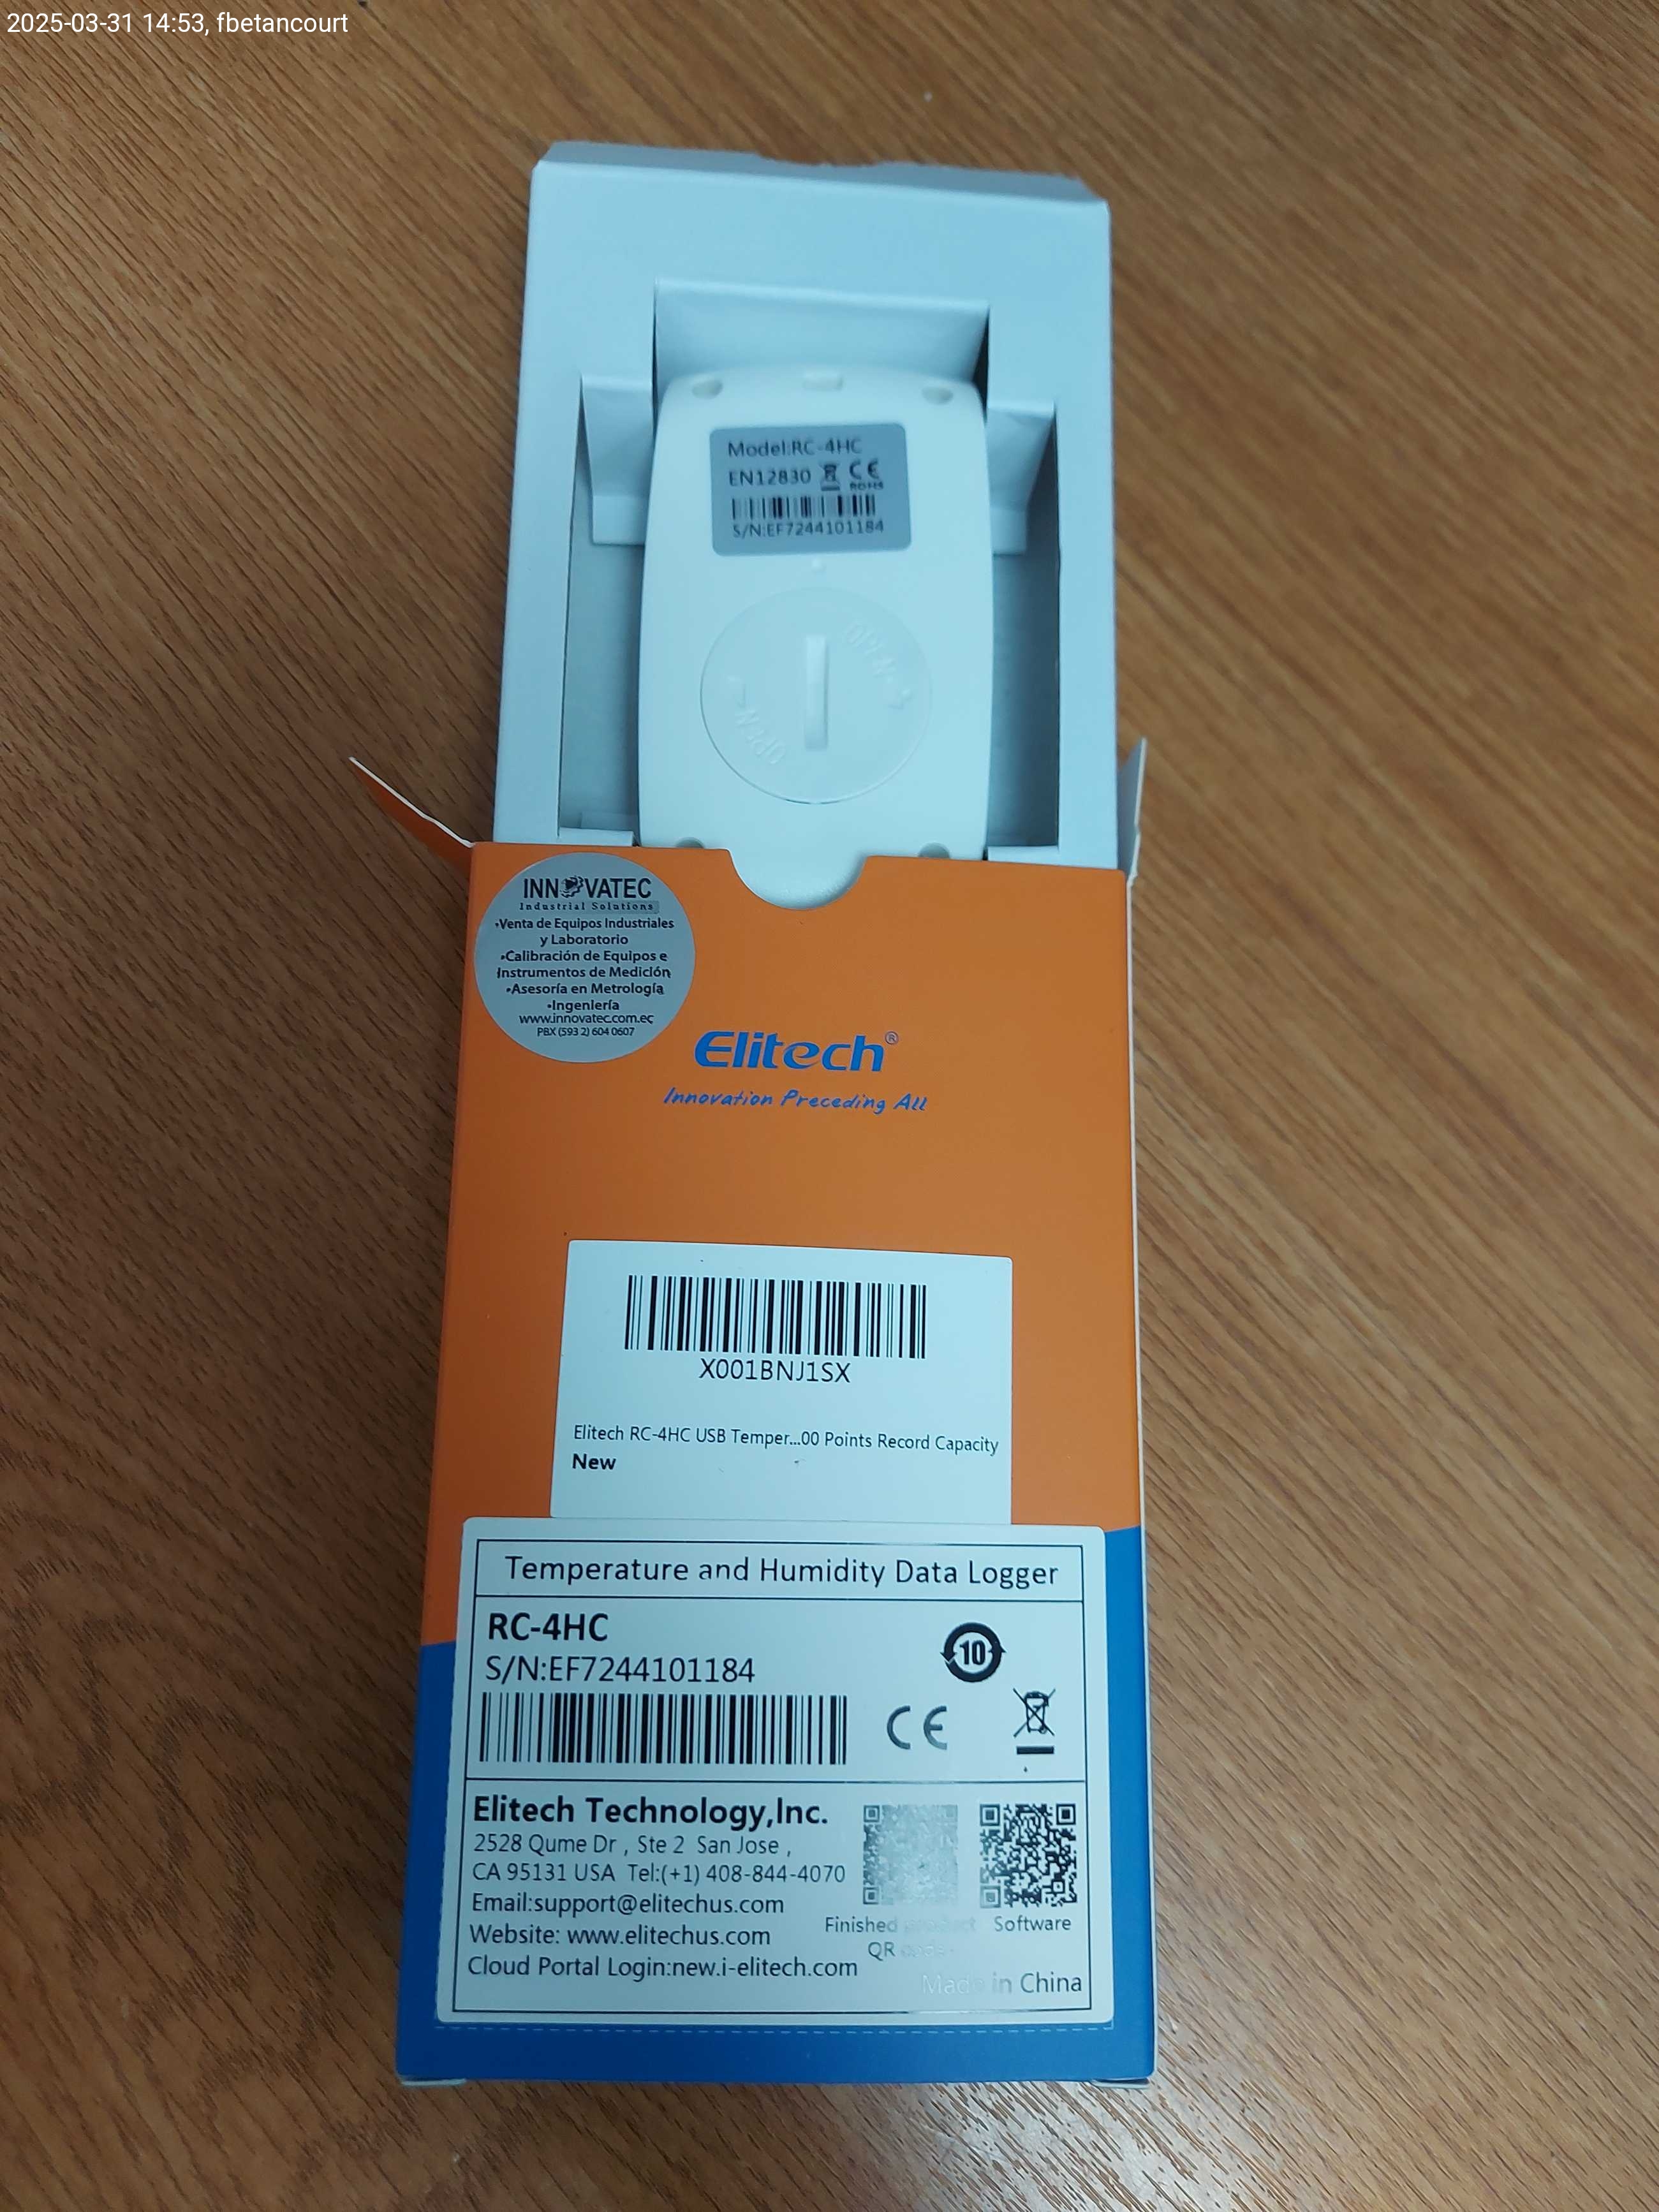 2025-03-31 14:53, fbetancourt
Model:RC-4HC
EN12830 CE
ROHS
S/N:EF7244101184
OPEN
INNOVATEC
Industrial Solutions
•Venta de Equipos Industriales
y Laboratorio
•Calibración de Equipos e
Instrumentos de Medición
•Asesoría en Metrología
•Ingeniería
www.innovatec.com.ec
PBX (593 2) 604 0607
Elitech®
Innovation Preceding All
X001BNJ1SX
Elitech RC-4HC USB Temper...00 Points Record Capacity
New
Temperature and Humidity Data Logger
RC-4HC
S/N:EF7244101184
10
CE
Elitech Technology,Inc.
2528 Qume Dr , Ste 2 San Jose ,
CA 95131 USA Tel:(+1) 408-844-4070
Email:support@elitechus.com
Website: www.elitechus.com
Cloud Portal Login:new.i-elitech.com
Finished product
QR code
Software
Made in China